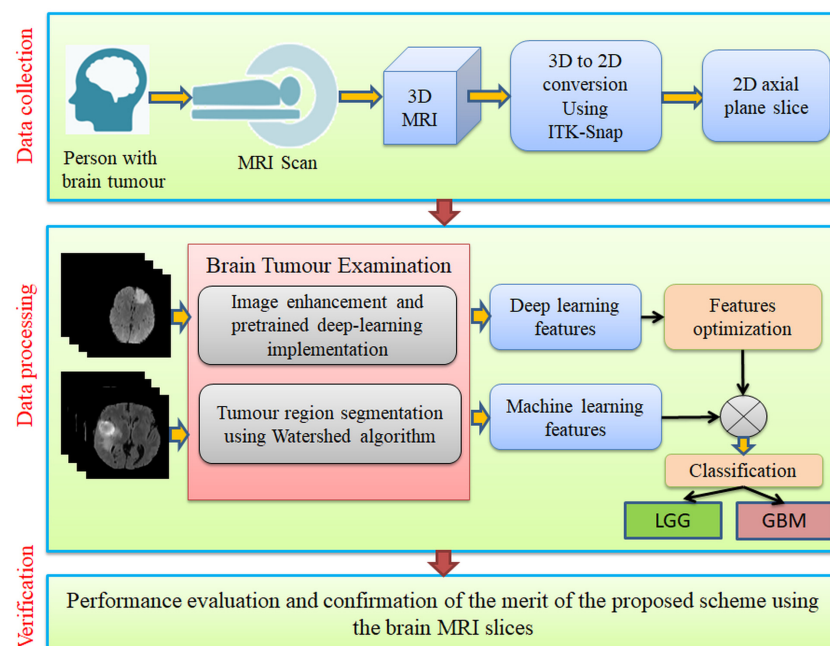 Data collection
Person with
brain tumour
MRI Scan
3D
MRI
3D to 2D
conversion
Using
ITK-Snap
2D axial
plane slice
Data processing
Brain Tumour Examination
Image enhancement and
pretrained deep-learning
implementation
Deep learning
features
Features
optimization
Tumour region segmentation
using Watershed algorithm
Machine learning
features
Classification
LGG
GBM
Verification
Performance evaluation and confirmation of the merit of the proposed scheme using
the brain MRI slices